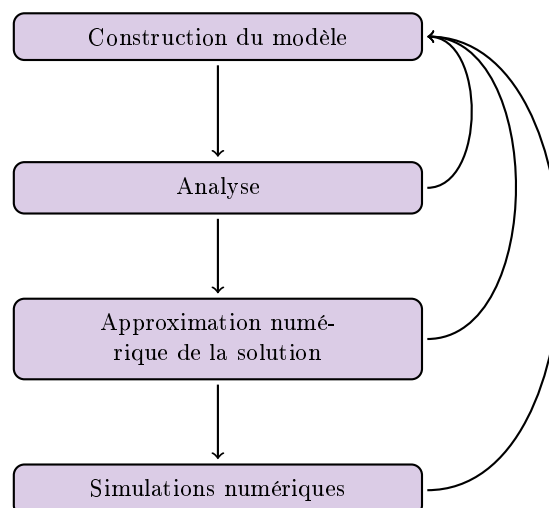 Construction du modèle
Analyse
Approximation numé-
rique de la solution
Simulations numériques